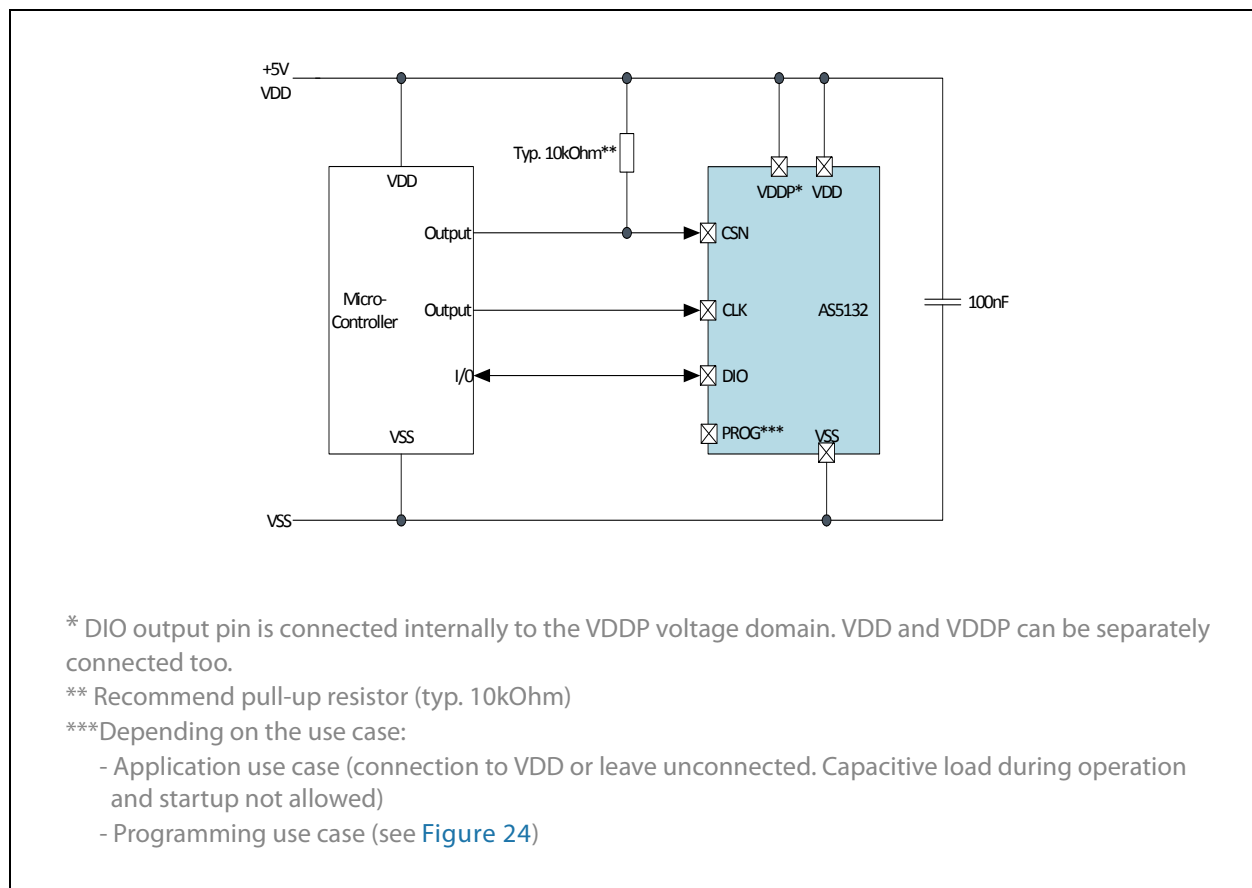 +5V
VDD
Typ. 10kOhm**
VDD
VDDP* VDD
Output
CSN
Micro-
Controller
Output
CLK
AS5132
100nF
I/0
DIO
PROG***
VSS
VSS
VSS
* DIO output pin is connected internally to the VDDP voltage domain. VDD and VDDP can be separately
connected too.
** Recommend pull-up resistor (typ. 10kOhm)
***Depending on the use case:
- Application use case (connection to VDD or leave unconnected. Capacitive load during operation
and startup not allowed)
- Programming use case (see Figure 24)